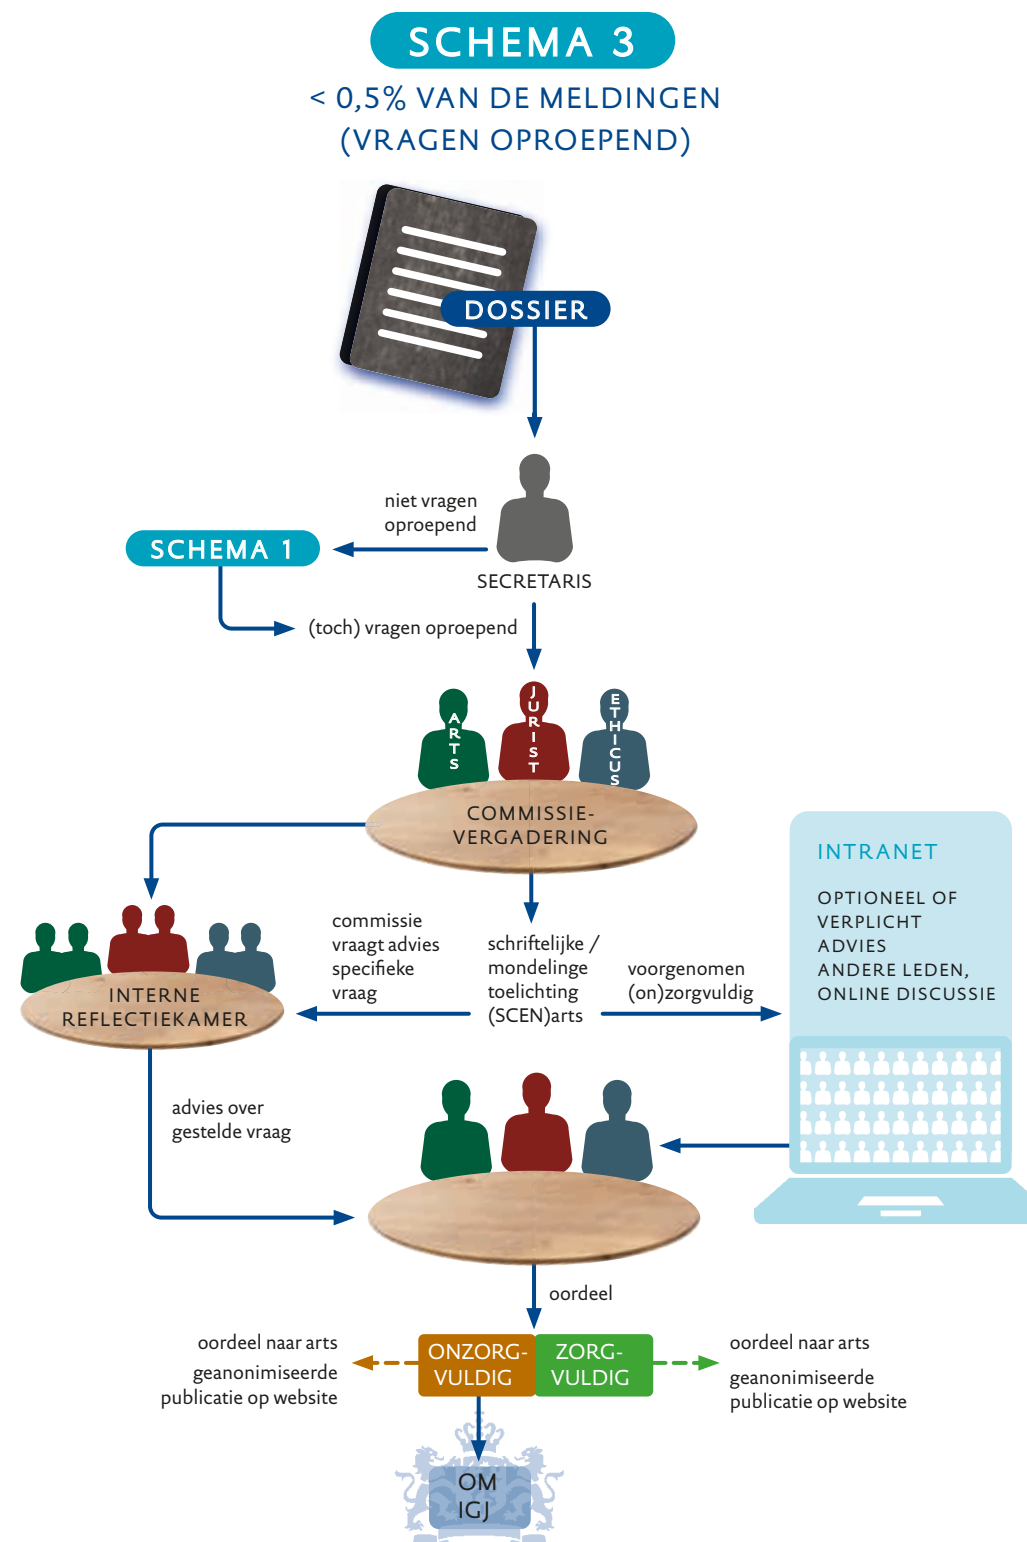 SCHEMA 3
< 0,5% VAN DE MELDINGEN
(VRAGEN OPROEPEND)
DOSSIER
niet vragen
oproepend
SCHEMA 1
SECRETARIS
(toch) vragen oproepend
ARTS
JURIST
ETHICUS
COMMISSIE-
VERGADERING
INTRANET
OPTIONEEL OF
VERPLICHT
ADVIES
ANDERE LEDEN,
ONLINE DISCUSSIE
commissie
vraagt advies
specifieke
vraag
schriftelijke /
mondelinge
toelichting
(SCEN)arts
voorgenomen
(on)zorgvuldig
INTERNE
REFLECTIEKAMER
advies over
gestelde vraag
oordeel
oordeel naar arts
geanonimiseerde
publicatie op website
ONZORG-
VULDIG
ZORG-
VULDIG
oordeel naar arts
geanonimiseerde
publicatie op website
OM
IGJ